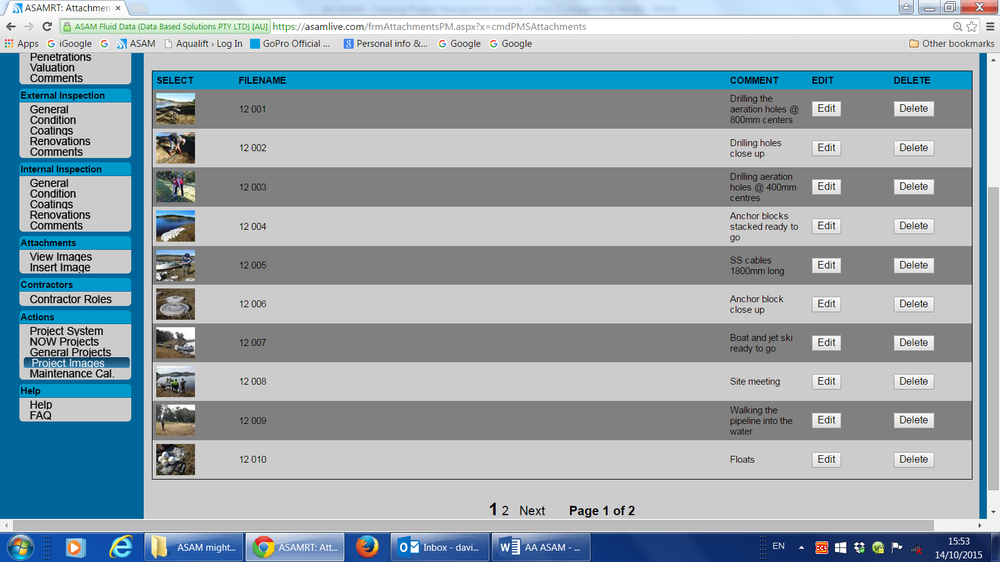 ASAMRT: Attachmen
ASAM Fluid Data (Data Based Solutions PTY LTD) [AU] https://asamlive.com/frmAttachmentsPM.aspx?x=cmdPMSAttachments
Apps iGoogle ASAM Aqualift › Log In GoPro Official ... Personal info &... Google Google Other bookmarks
Penetrations
Valuation
Comments
External Inspection
General
Condition
Coatings
Renovations
Comments
Internal Inspection
General
Condition
Coatings
Renovations
Comments
Attachments
View Images
Insert Image
Contractors
Contractor Roles
Actions
Project System
NOW Projects
General Projects
Project Images
Maintenance Cal.
Help
Help
FAQ
SELECT FILENAME COMMENT EDIT DELETE
12 001 Drilling the aeration holes @ 800mm centers Edit Delete
12 002 Drilling holes close up Edit Delete
12 003 Drilling aeration holes @ 400mm centres Edit Delete
12 004 Anchor blocks stacked ready to go Edit Delete
12 005 SS cables 1800mm long Edit Delete
12 006 Anchor block close up Edit Delete
12 007 Boat and jet ski ready to go Edit Delete
12 008 Site meeting Edit Delete
12 009 Walking the pipeline into the water Edit Delete
12 010 Floats Edit Delete
1 2 Next Page 1 of 2
ASAM might... ASAMRT: Att... Inbox - davi... AA ASAM - ... EN 15:53
14/10/2015